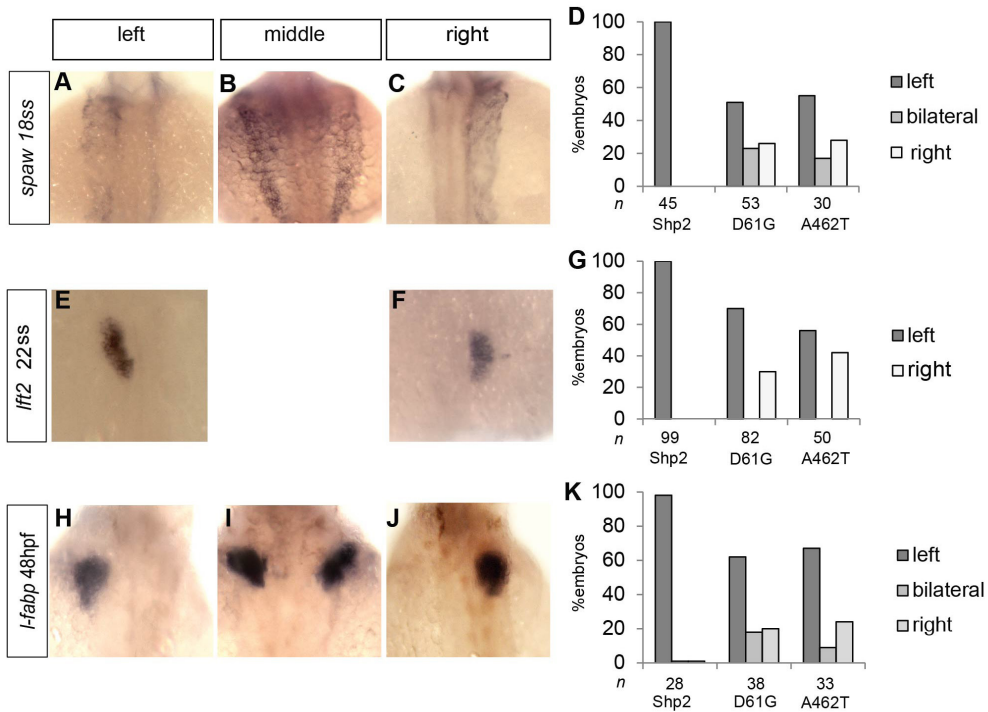 left
middle
right
spaw 18ss
A
B
C
D
%embryos
100
80
60
40
20
0
n
45
53
30
Shp2
D61G
A462T
left
bilateral
right
lft2 22ss
E
F
G
%embryos
100
80
60
40
20
0
n
99
82
50
Shp2
D61G
A462T
left
right
l-fabp 48hpf
H
I
J
K
%embryos
100
80
60
40
20
0
n
28
38
33
Shp2
D61G
A462T
left
bilateral
right